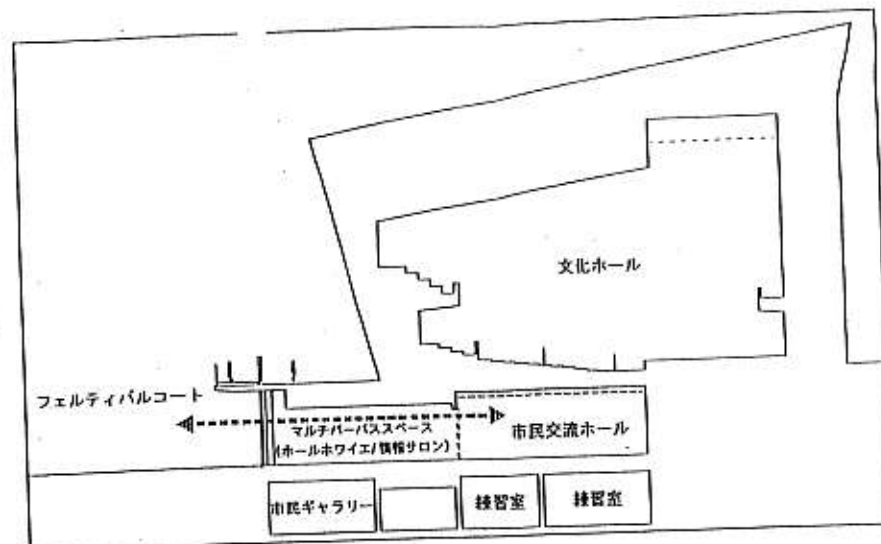 文化ホール
フェルティバルコート
マルチパーパススペース
(ホールホワイエ/情報サロン)
市民交流ホール
市民ギャラリー
練習室
練習室